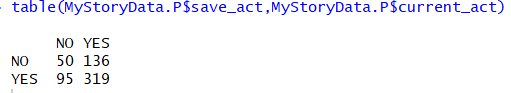 > table(MyStoryData.P$save_act,MyStoryData.P$current_act)
NO YES
NO 50 136
YES 95 319